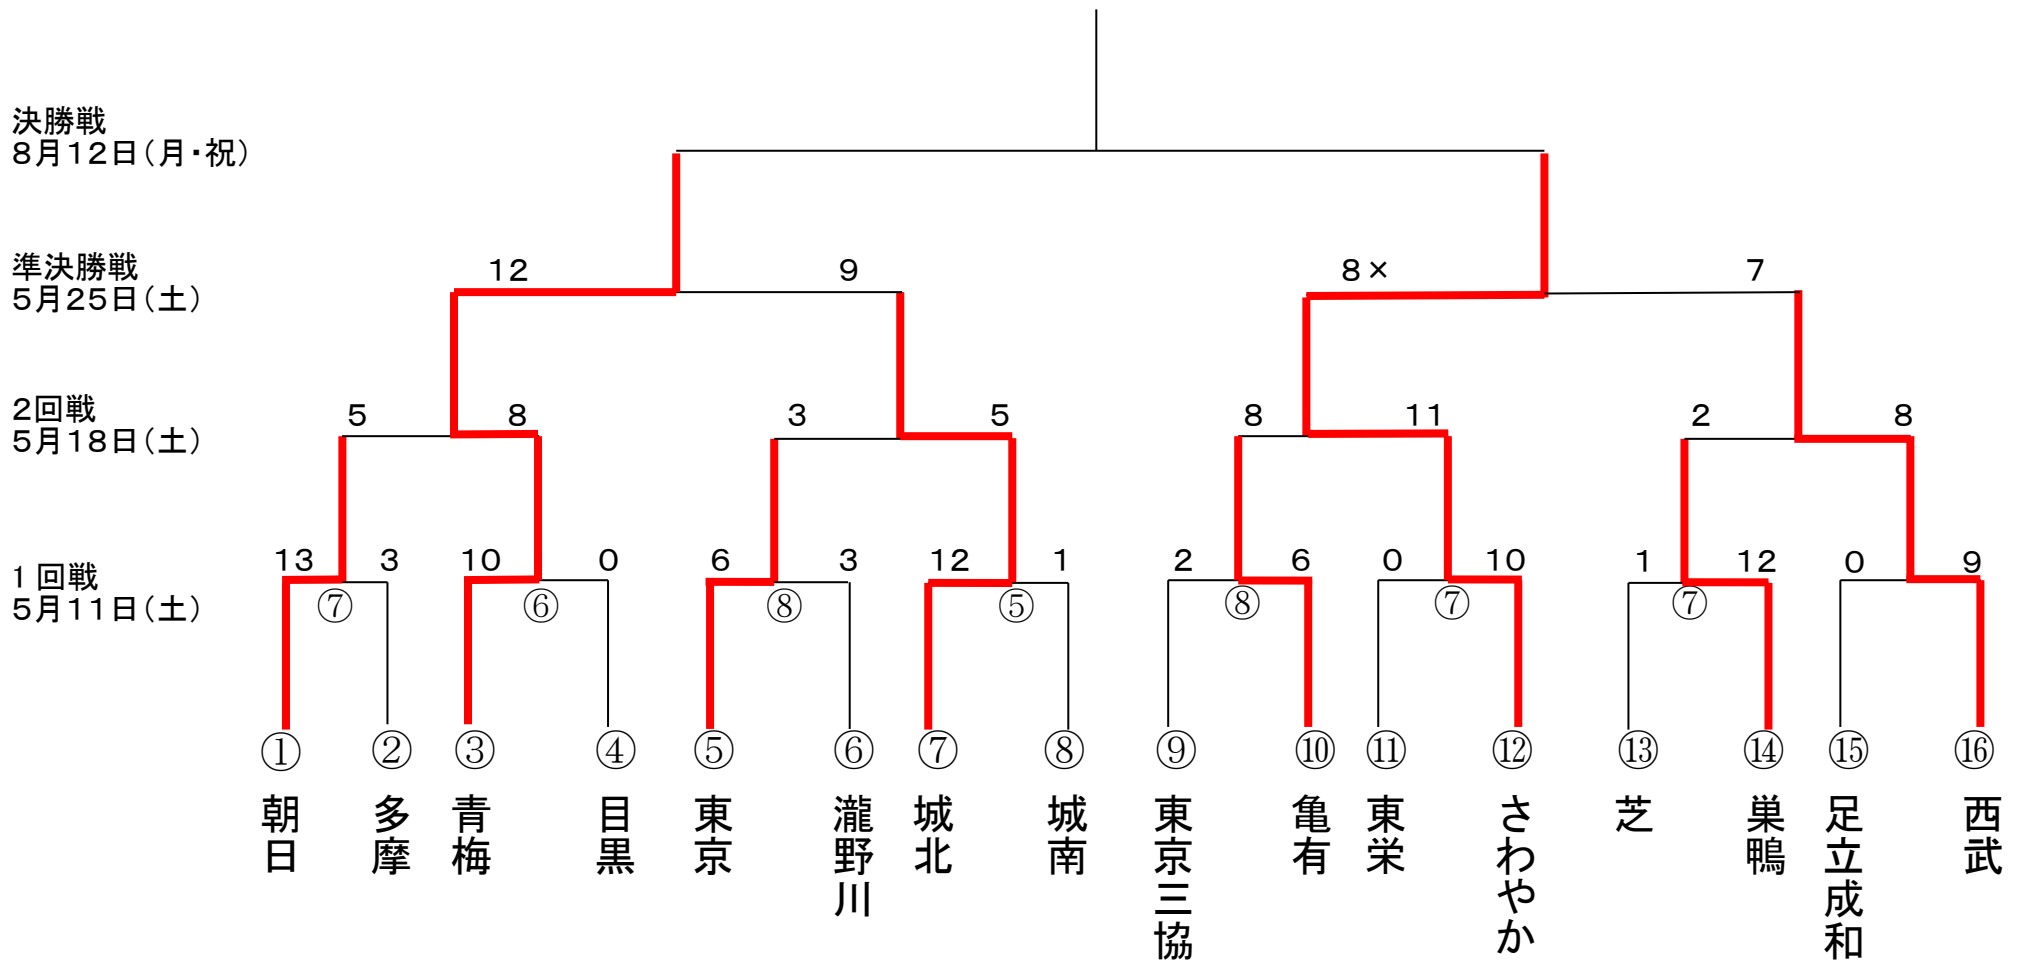 決勝戦
8月12日(月・祝)
準決勝戦
5月25日(土)
12 9 8× 7
2回戦
5月18日(土)
5 8 3 5 8 11 2 8
1回戦
5月11日(土)
13 3 10 0 6 3 12 1 2 6 0 10 1 12 0 9
⑦ ⑥ ⑧ ⑤ ⑧ ⑦ ⑦
① ② ③ ④ ⑤ ⑥ ⑦ ⑧ ⑨ ⑩ ⑪ ⑫ ⑬ ⑭ ⑮ ⑯
朝日
多摩
青梅
目黒
東京
瀧野川
城北
城南
東京三協
亀有
東栄
さわやか
芝
巣鴨
足立成和
西武